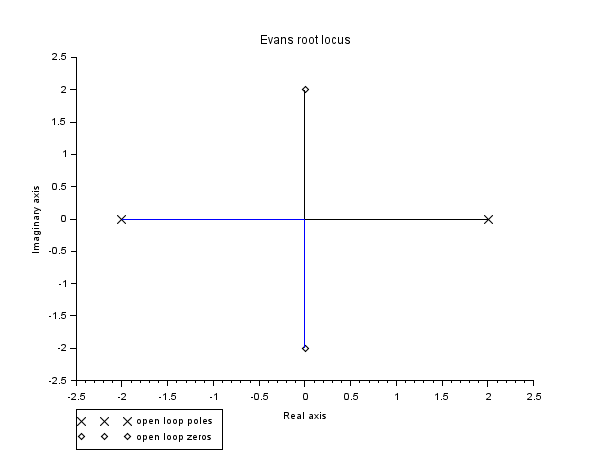 Evans root locus
2.5
2
1.5
1
0.5
0
-0.5
-1
-1.5
-2
-2.5
Imaginary axis
-2.5 -2 -1.5 -1 -0.5 0 0.5 1 1.5 2 2.5
Real axis
open loop poles
open loop zeros